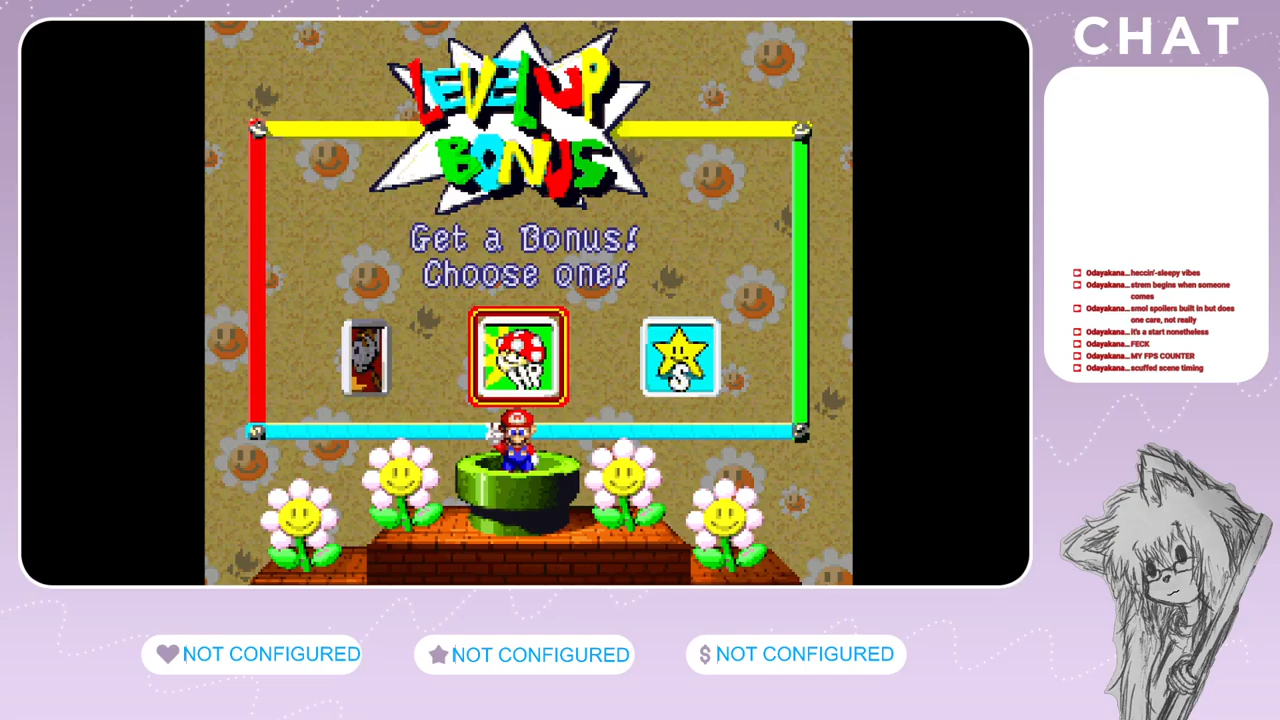 CHAT
LEVEL UP
BONUS
Get a Bonus!
Choose one!
HP
S
Odayakana... heccin'-sleepy vibes
Odayakana... strem begins when someone
comes
Odayakana... smol spoilers built in but does
one care, not really
Odayakana... it's a start nonetheless
Odayakana... FECK
Odayakana... MY FPS COUNTER
Odayakana... scuffed scene timing
NOT CONFIGURED
NOT CONFIGURED
$ NOT CONFIGURED